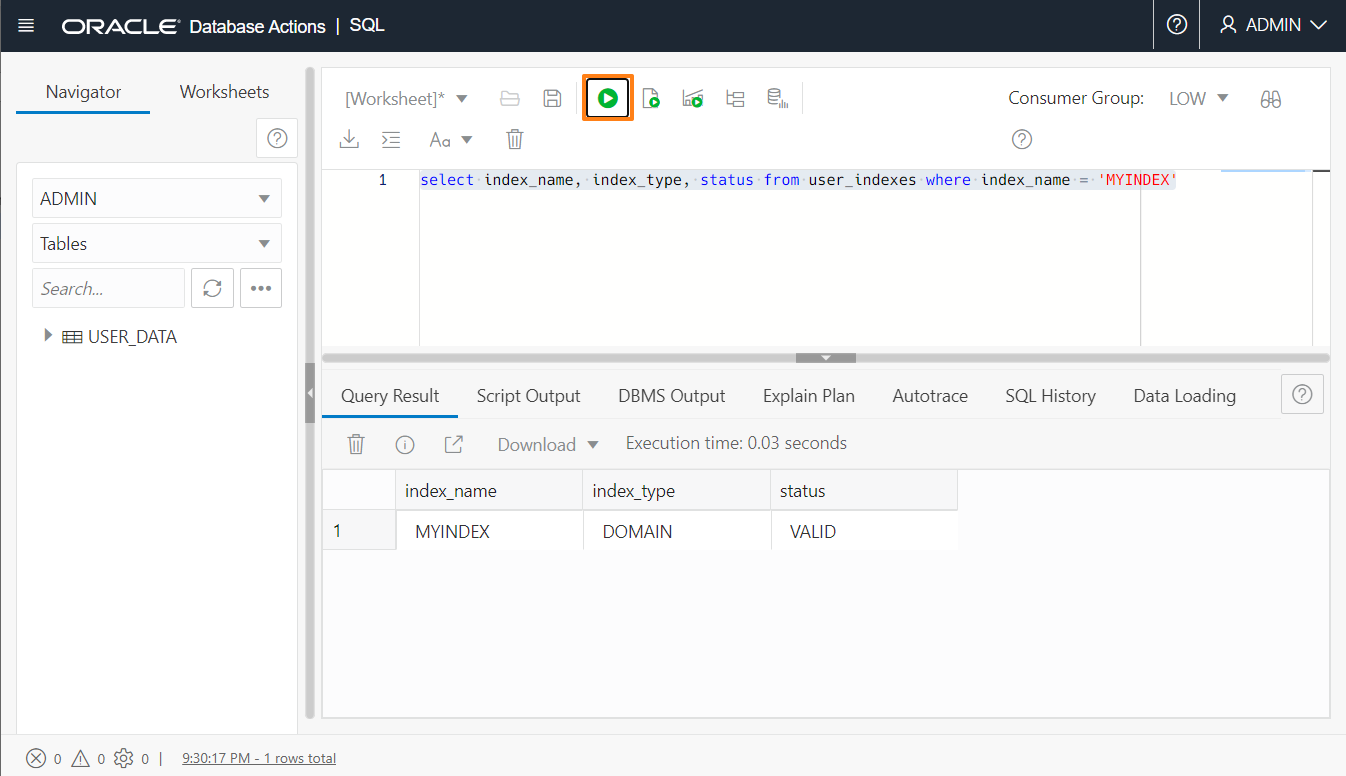 ORACLE® Database Actions | SQL
ADMIN
Navigator
Worksheets
ADMIN
Tables
Search...
USER_DATA
[Worksheet]*
Consumer Group: LOW
Aa
1 select index_name, index_type, status from user_indexes where index_name = 'MYINDEX'
Query Result
Script Output
DBMS Output
Explain Plan
Autotrace
SQL History
Data Loading
Download
Execution time: 0.03 seconds
index_name index_type status
1 MYINDEX DOMAIN VALID
0 0 0 | 9:30:17 PM - 1 rows total